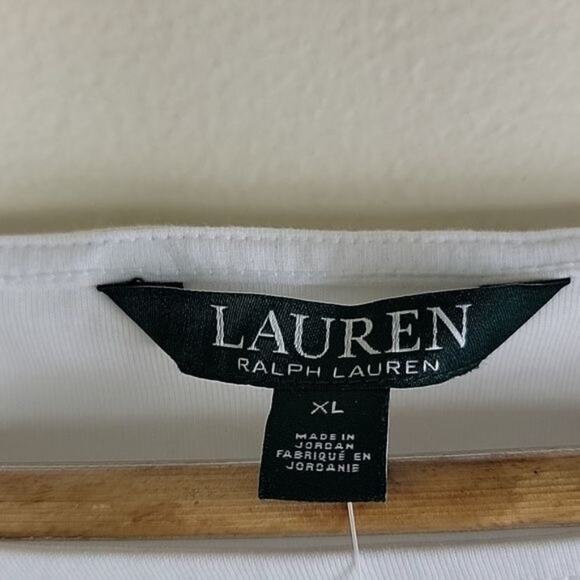 LAUREN
RALPH LAUREN
XL
MADE IN
JORDAN
FABRIQUÉ EN
JORDANIE